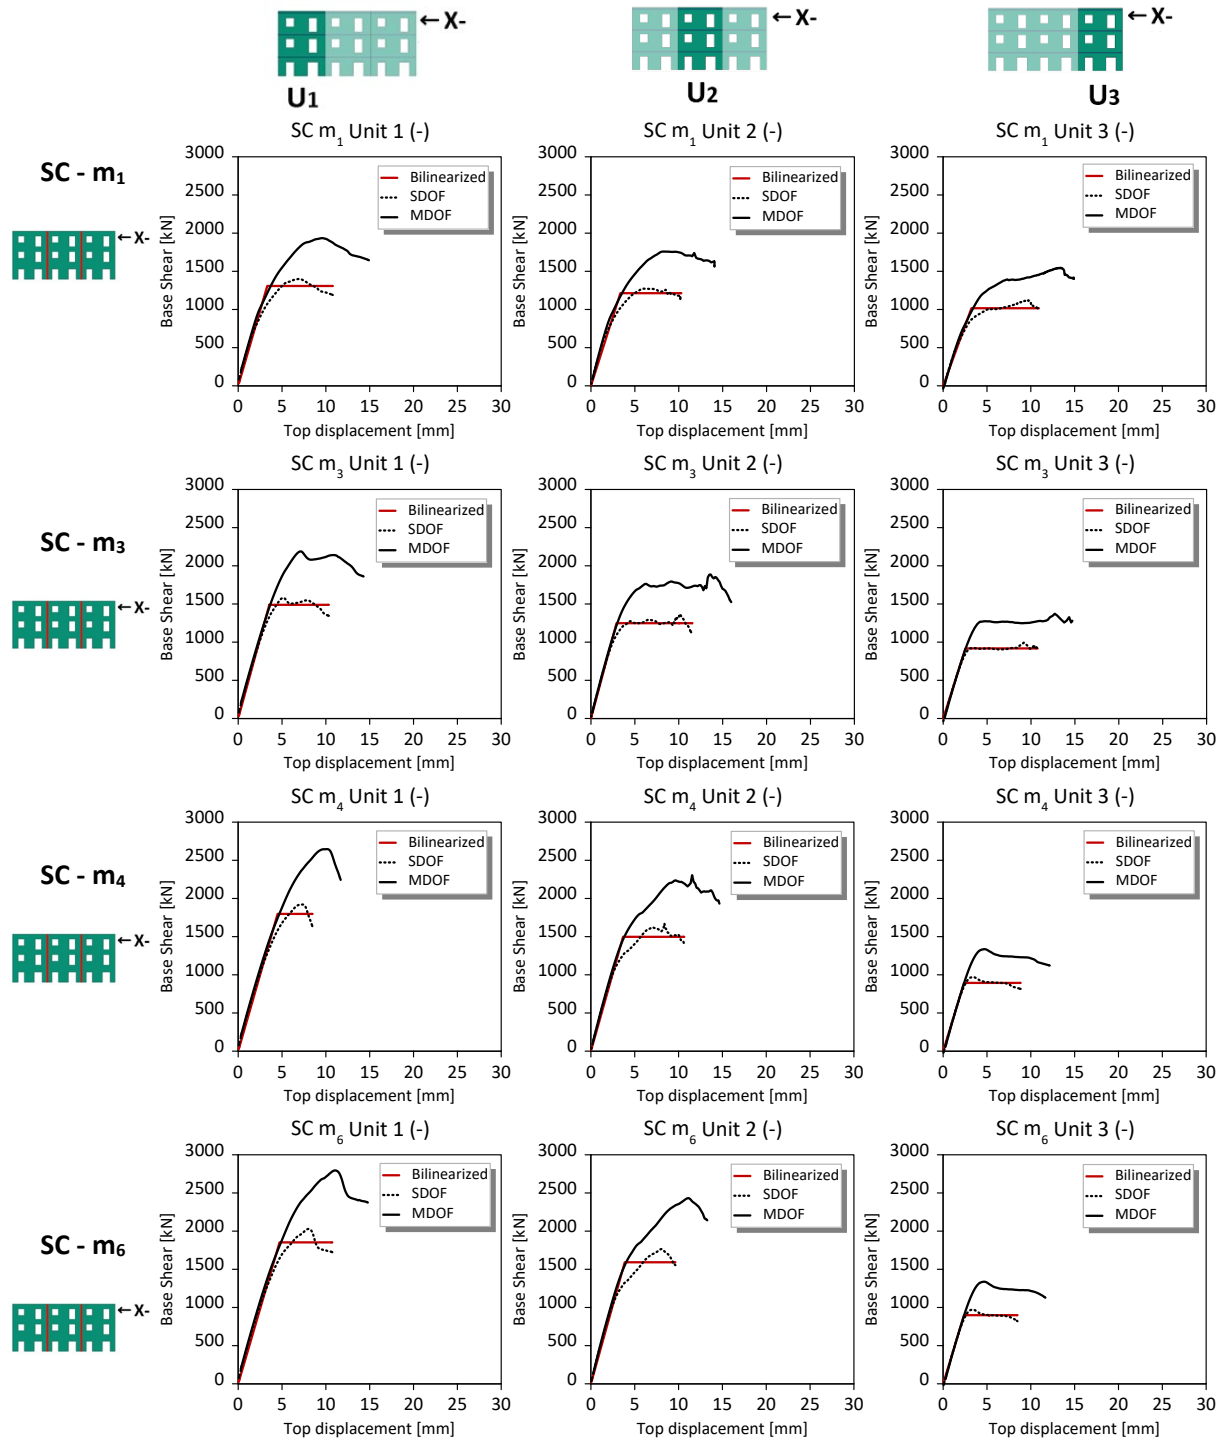 ← X-
← X-
← X-
U1
U2
U3
SC - m1
← X-
SC m1 Unit 1 (-)
Base Shear [kN]
3000
2500
2000
1500
1000
500
0
Bilinearized
SDOF
MDOF
0 5 10 15 20 25 30
Top displacement [mm]
SC m1 Unit 2 (-)
Base Shear [kN]
3000
2500
2000
1500
1000
500
0
Bilinearized
SDOF
MDOF
0 5 10 15 20 25 30
Top displacement [mm]
SC m1 Unit 3 (-)
Base Shear [kN]
3000
2500
2000
1500
1000
500
0
Bilinearized
SDOF
MDOF
0 5 10 15 20 25 30
Top displacement [mm]
SC - m3
← X-
SC m3 Unit 1 (-)
Base Shear [kN]
3000
2500
2000
1500
1000
500
0
Bilinearized
SDOF
MDOF
0 5 10 15 20 25 30
Top displacement [mm]
SC m3 Unit 2 (-)
Base Shear [kN]
3000
2500
2000
1500
1000
500
0
Bilinearized
SDOF
MDOF
0 5 10 15 20 25 30
Top displacement [mm]
SC m3 Unit 3 (-)
Base Shear [kN]
3000
2500
2000
1500
1000
500
0
Bilinearized
SDOF
MDOF
0 5 10 15 20 25 30
Top displacement [mm]
SC - m4
← X-
SC m4 Unit 1 (-)
Base Shear [kN]
3000
2500
2000
1500
1000
500
0
Bilinearized
SDOF
MDOF
0 5 10 15 20 25 30
Top displacement [mm]
SC m4 Unit 2 (-)
Base Shear [kN]
3000
2500
2000
1500
1000
500
0
Bilinearized
SDOF
MDOF
0 5 10 15 20 25 30
Top displacement [mm]
SC m4 Unit 3 (-)
Base Shear [kN]
3000
2500
2000
1500
1000
500
0
Bilinearized
SDOF
MDOF
0 5 10 15 20 25 30
Top displacement [mm]
SC - m6
← X-
SC m6 Unit 1 (-)
Base Shear [kN]
3000
2500
2000
1500
1000
500
0
Bilinearized
SDOF
MDOF
0 5 10 15 20 25 30
Top displacement [mm]
SC m6 Unit 2 (-)
Base Shear [kN]
3000
2500
2000
1500
1000
500
0
Bilinearized
SDOF
MDOF
0 5 10 15 20 25 30
Top displacement [mm]
SC m6 Unit 3 (-)
Base Shear [kN]
3000
2500
2000
1500
1000
500
0
Bilinearized
SDOF
MDOF
0 5 10 15 20 25 30
Top displacement [mm]